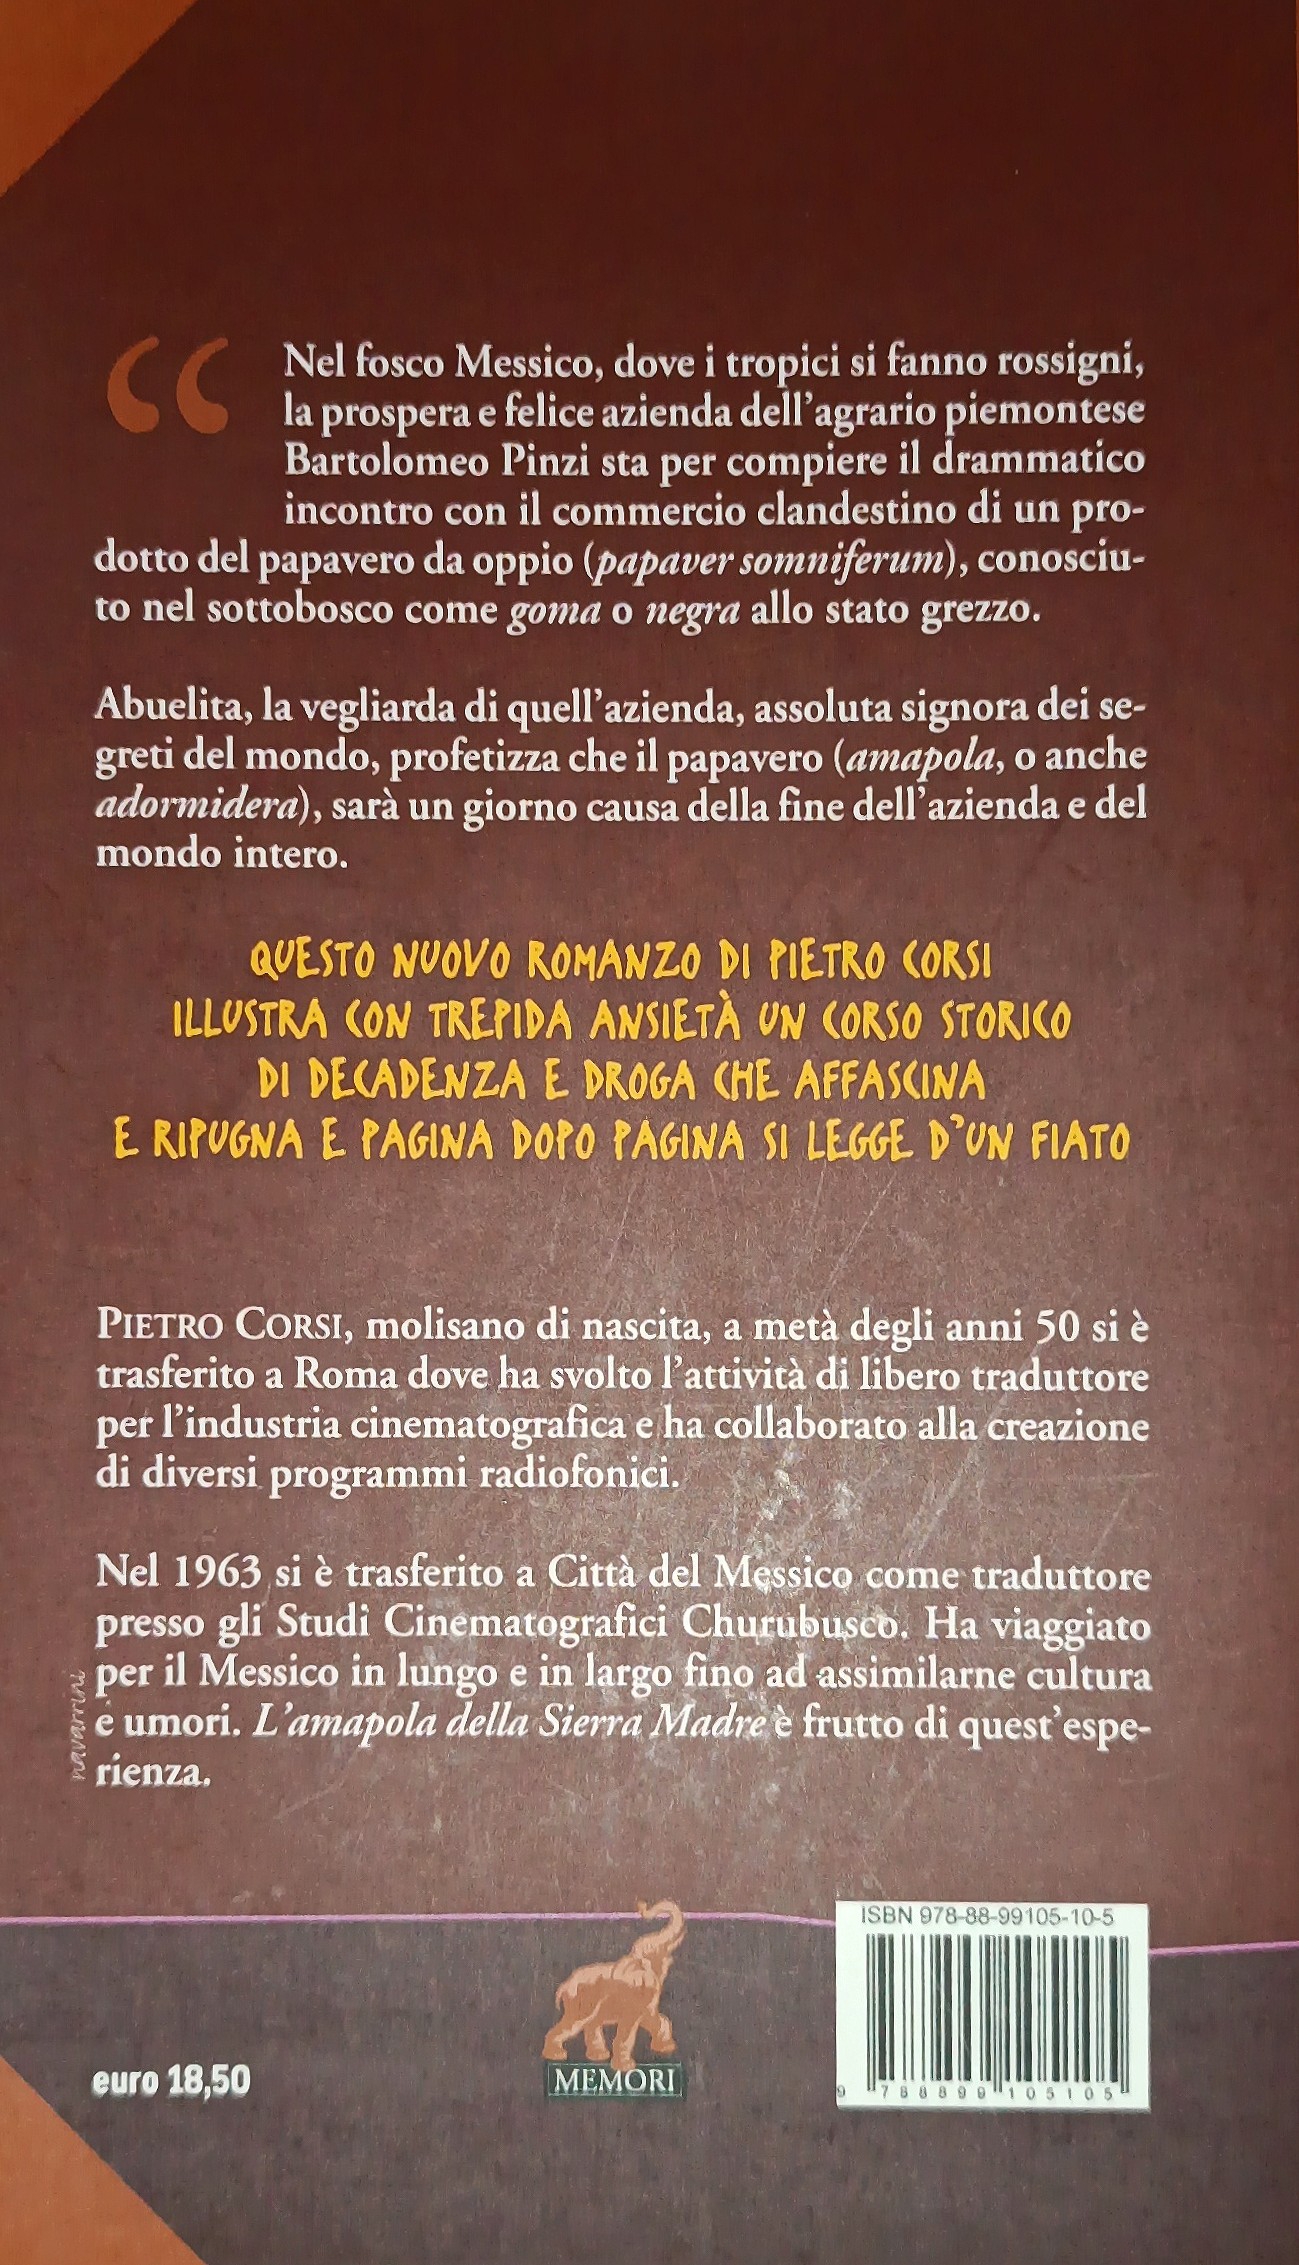 “
Nel fosco Messico, dove i tropici si fanno rossigni,
la prospera e felice azienda dell’agrario piemontese
Bartolomeo Pinzi sta per compiere il drammatico
incontro con il commercio clandestino di un pro-
dotto del papavero da oppio (papaver somniferum), conosciu-
to nel sottobosco come goma o negra allo stato grezzo.
Abuelita, la vegliarda di quell’azienda, assoluta signora dei se-
greti del mondo, profetizza che il papavero (amapola, o anche
adormidera), sarà un giorno causa della fine dell’azienda e del
mondo intero.
QUESTO NUOVO ROMANZO DI PIETRO CORSI
ILLUSTRA CON TREPIDA ANSIETÀ UN CORSO STORICO
DI DECADENZA E DROGA CHE AFFASCINA
E RIPUGNA E PAGINA DOPO PAGINA SI LEGGE D’UN FIATO
PIETRO CORSI, molisano di nascita, a metà degli anni 50 si è
trasferito a Roma dove ha svolto l’attività di libero traduttore
per l’industria cinematografica e ha collaborato alla creazione
di diversi programmi radiofonici.
Nel 1963 si è trasferito a Città del Messico come traduttore
presso gli Studi Cinematografici Churubusco. Ha viaggiato
per il Messico in lungo e in largo fino ad assimilarne cultura
e umori. L’amapola della Sierra Madre è frutto di quest’espe-
rienza.
navarrini
ISBN 978-88-99105-10-5
euro 18,50
MEMORI
9 788899 105105